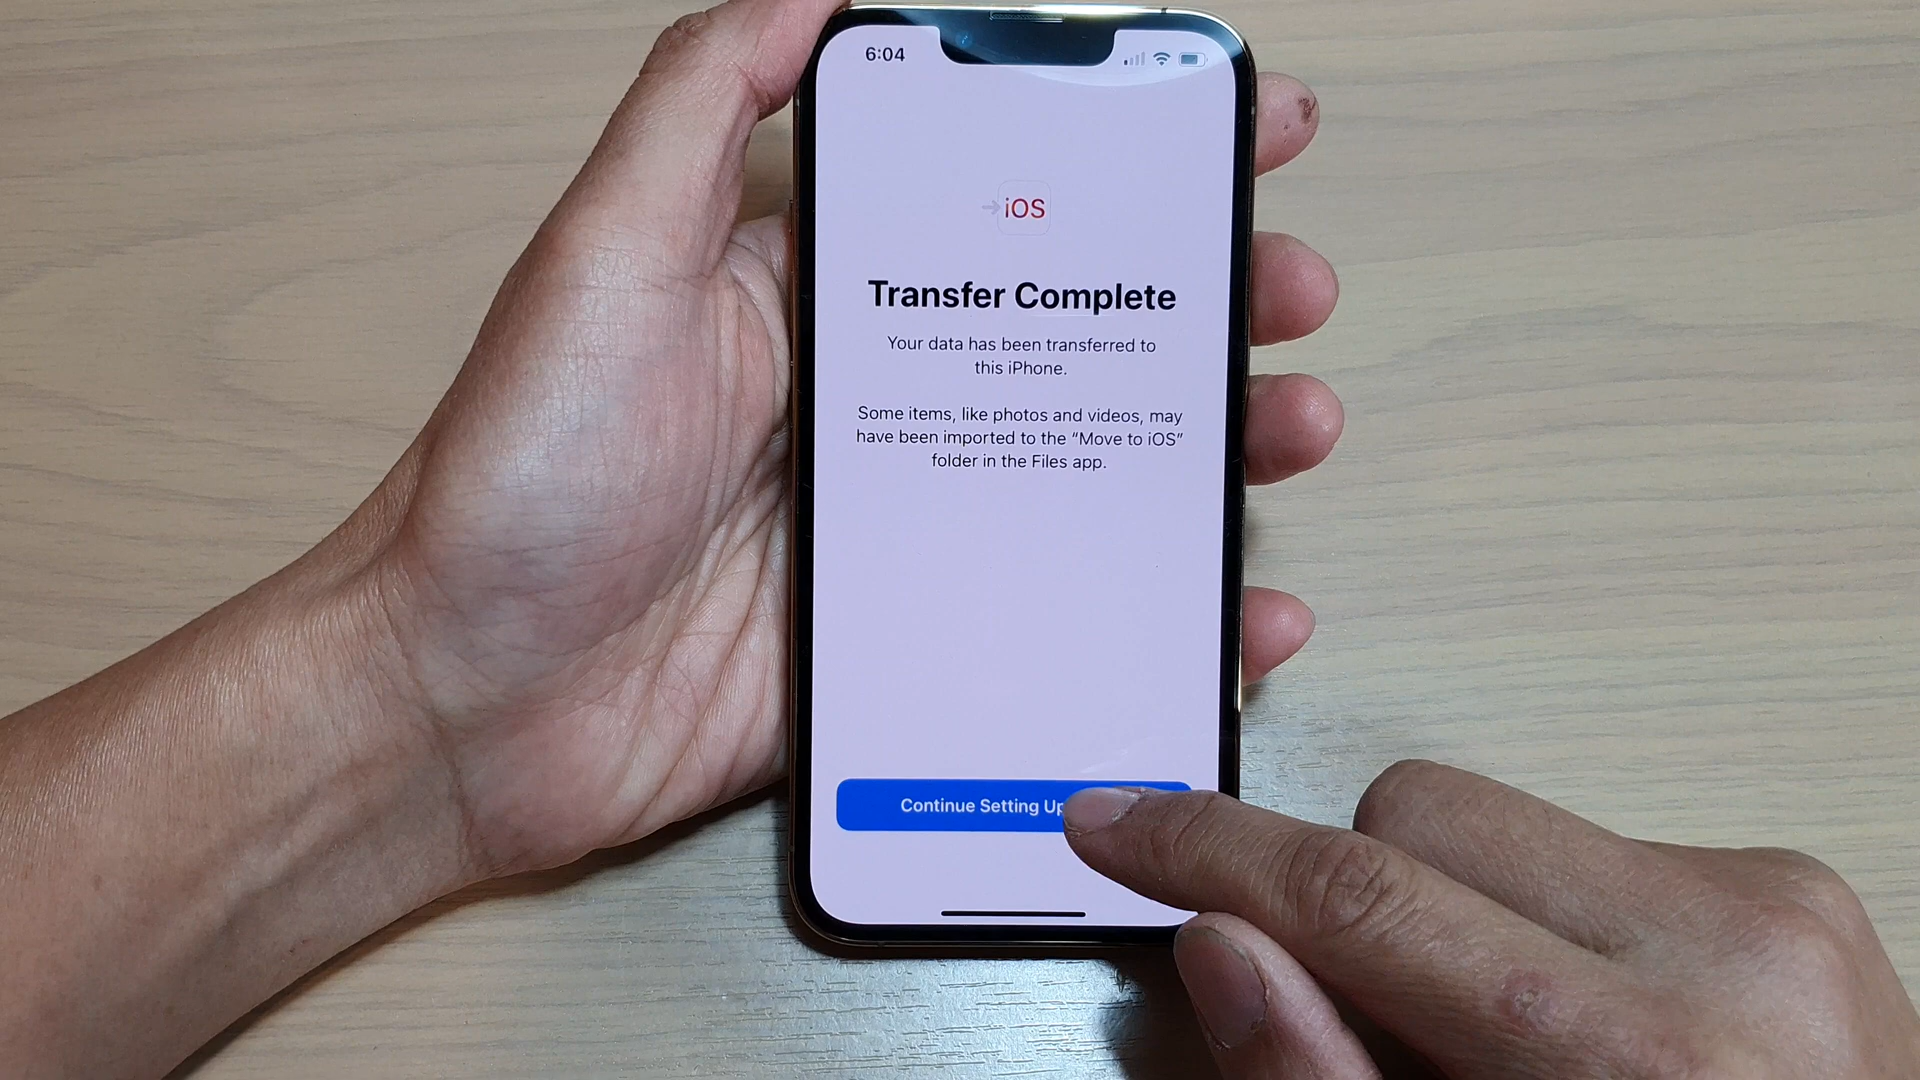 6:04
iOS
Transfer Complete
Your data has been transferred to
this iPhone.
Some items, like photos and videos, may
have been imported to the “Move to iOS”
folder in the Files app.
Continue Setting Up